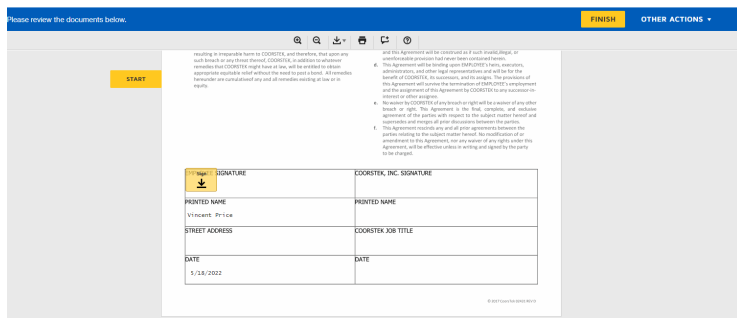 Please review the documents below.
FINISH
OTHER ACTIONS
START
resulting in irreparable harm to COORSTEK, and therefore, that upon any
such breach or any threat thereof, COORSTEK, in addition to whatever
remedies that COORSTEK might have at law, will be entitled to obtain
appropriate equitable relief without the need to post a bond. All remedies
hereunder are cumulativeof any and all remedies existing at law or in
equity.
and this Agreement will be construed as if such invalid,illegal, or
unenforceable provision had never been contained herein.
d. This Agreement will be binding upon EMPLOYEE's heirs, executors,
administrators, and other legal representatives and will be for the
benefit of COORSTEK, its successors, and its assigns. The provisions of
this Agreement will survive the termination of EMPLOYEE's employment
and the assignment of this Agreement by COORSTEK to any successor-in-
interest or other assignee.
e. No waiver by COORSTEK of any breach or right will be a waiver of any other
breach or right. This Agreement is the final, complete, and exclusive
agreement of the parties with respect to the subject matter hereof and
supersedes and merges all prior discussions between the parties.
f. This Agreement rescinds any and all prior agreements between the
parties relating to the subject matter hereof. No modification of or
amendment to this Agreement, nor any waiver of any rights under this
Agreement, will be effective unless in writing and signed by the party
to be charged.
Sign
SIGNATURE
COORSTEK, INC. SIGNATURE
PRINTED NAME
Vincent Price
PRINTED NAME
STREET ADDRESS
COORSTEK JOB TITLE
DATE
5/18/2022
DATE